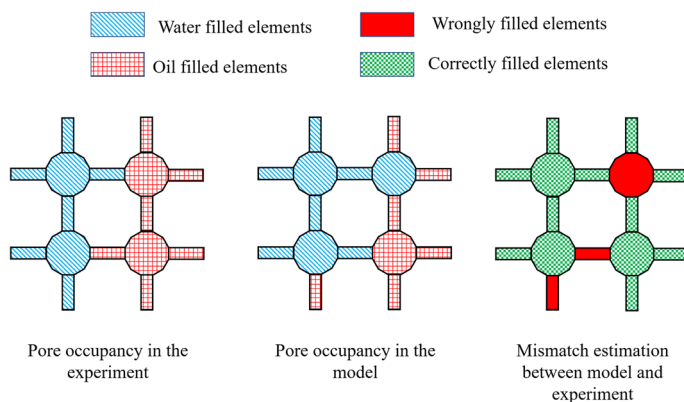 Water filled elements
Wrongly filled elements
Oil filled elements
Correctly filled elements
Pore occupancy in the
experiment
Pore occupancy in the
model
Mismatch estimation
between model and
experiment